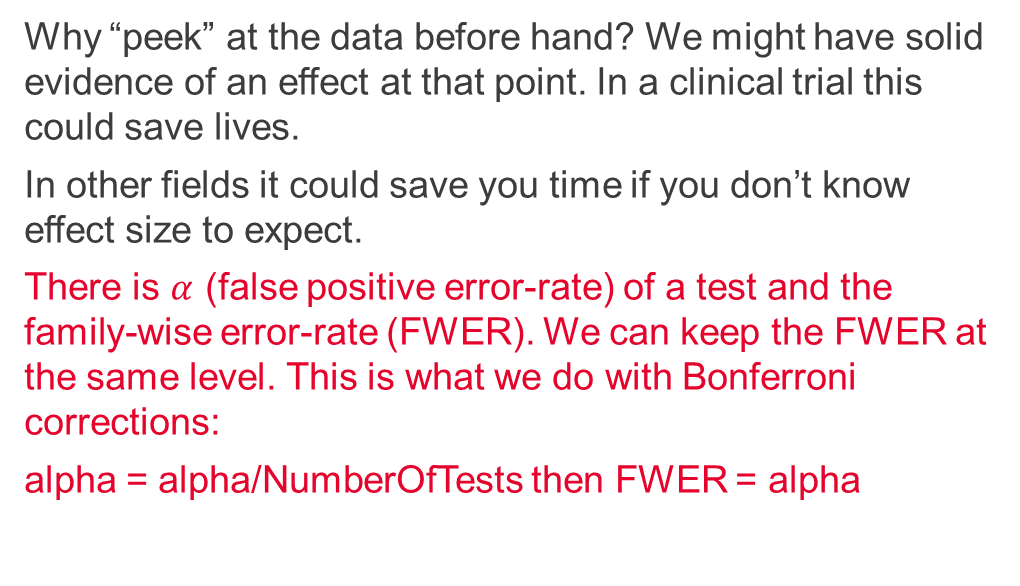 Why “peek” at the data before hand? We might have solid
evidence of an effect at that point. In a clinical trial this
could save lives.
In other fields it could save you time if you don’t know
effect size to expect.
There is 𝛼 (false positive error-rate) of a test and the
family-wise error-rate (FWER). We can keep the FWER at
the same level. This is what we do with Bonferroni
corrections:
alpha = alpha/NumberOfTests then FWER = alpha